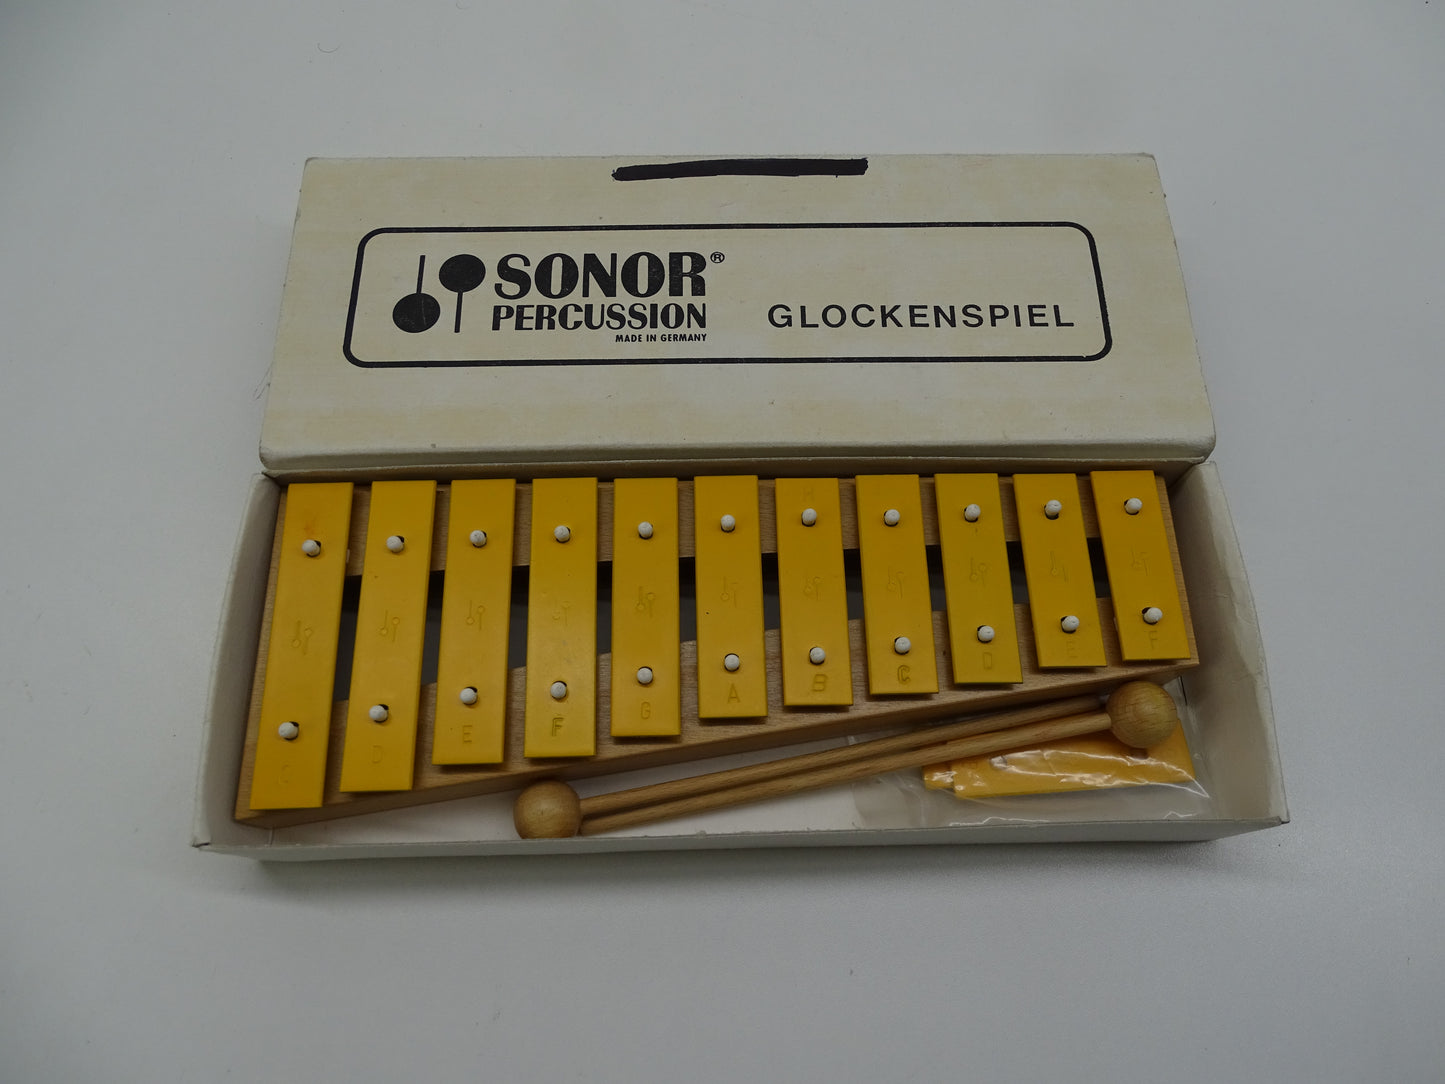 SONOR®
PERCUSSION
MADE IN GERMANY
GLOCKENSPIEL
H
C D E F G A B C D E F